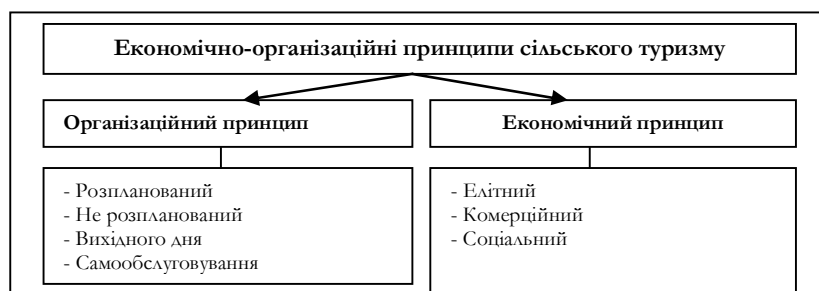 Економічно-організаційні принципи сільського туризму
Організаційний принцип
Економічний принцип
- Розпланований
- Не розпланований
- Вихідного дня
- Самообслуговування
- Елітний
- Комерційний
- Соціальний